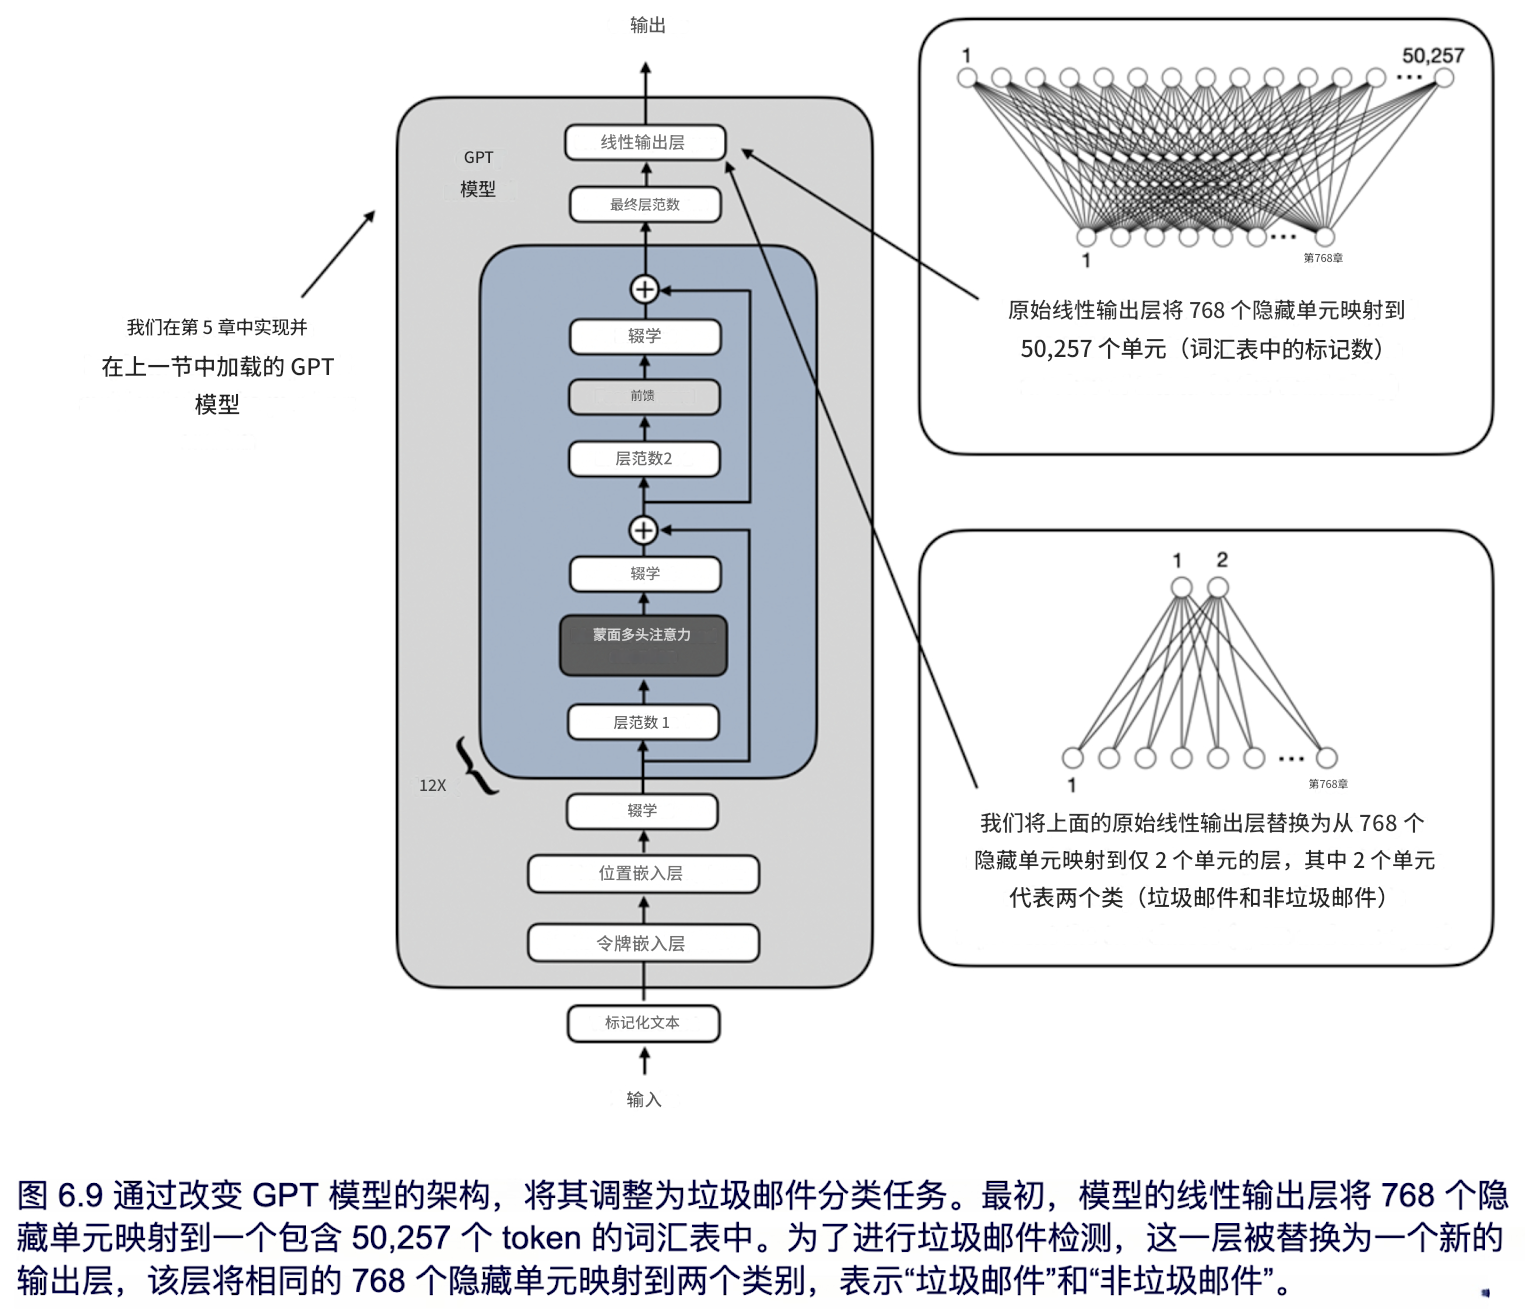 输出
线性输出层
GPT
模型
最终层范数
辍学
前馈
层范数2
辍学
蒙面多头注意力
层范数 1
12X
辍学
位置嵌入层
令牌嵌入层
标记化文本
输入
我们在第 5 章中实现并
在上一节中加载的 GPT
模型
1
50,257
1
第768章
原始线性输出层将 768 个隐藏单元映射到
50,257 个单元（词汇表中的标记数）
1 2
1
第768章
我们将上面的原始线性输出层替换为从 768 个
隐藏单元映射到仅 2 个单元的层，其中 2 个单元
代表两个类（垃圾邮件和非垃圾邮件）
图 6.9 通过改变 GPT 模型的架构，将其调整为垃圾邮件分类任务。最初，模型的线性输出层将 768 个隐
藏单元映射到一个包含 50,257 个 token 的词汇表中。为了进行垃圾邮件检测，这一层被替换为一个新的
输出层，该层将相同的 768 个隐藏单元映射到两个类别，表示“垃圾邮件”和“非垃圾邮件”。